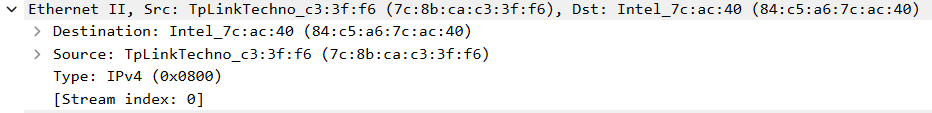 Ethernet II, Src: TpLinkTechno_c3:3f:f6 (7c:8b:ca:c3:3f:f6), Dst: Intel_7c:ac:40 (84:c5:a6:7c:ac:40)
Destination: Intel_7c:ac:40 (84:c5:a6:7c:ac:40)
Source: TpLinkTechno_c3:3f:f6 (7c:8b:ca:c3:3f:f6)
Type: IPv4 (0x0800)
[Stream index: 0]